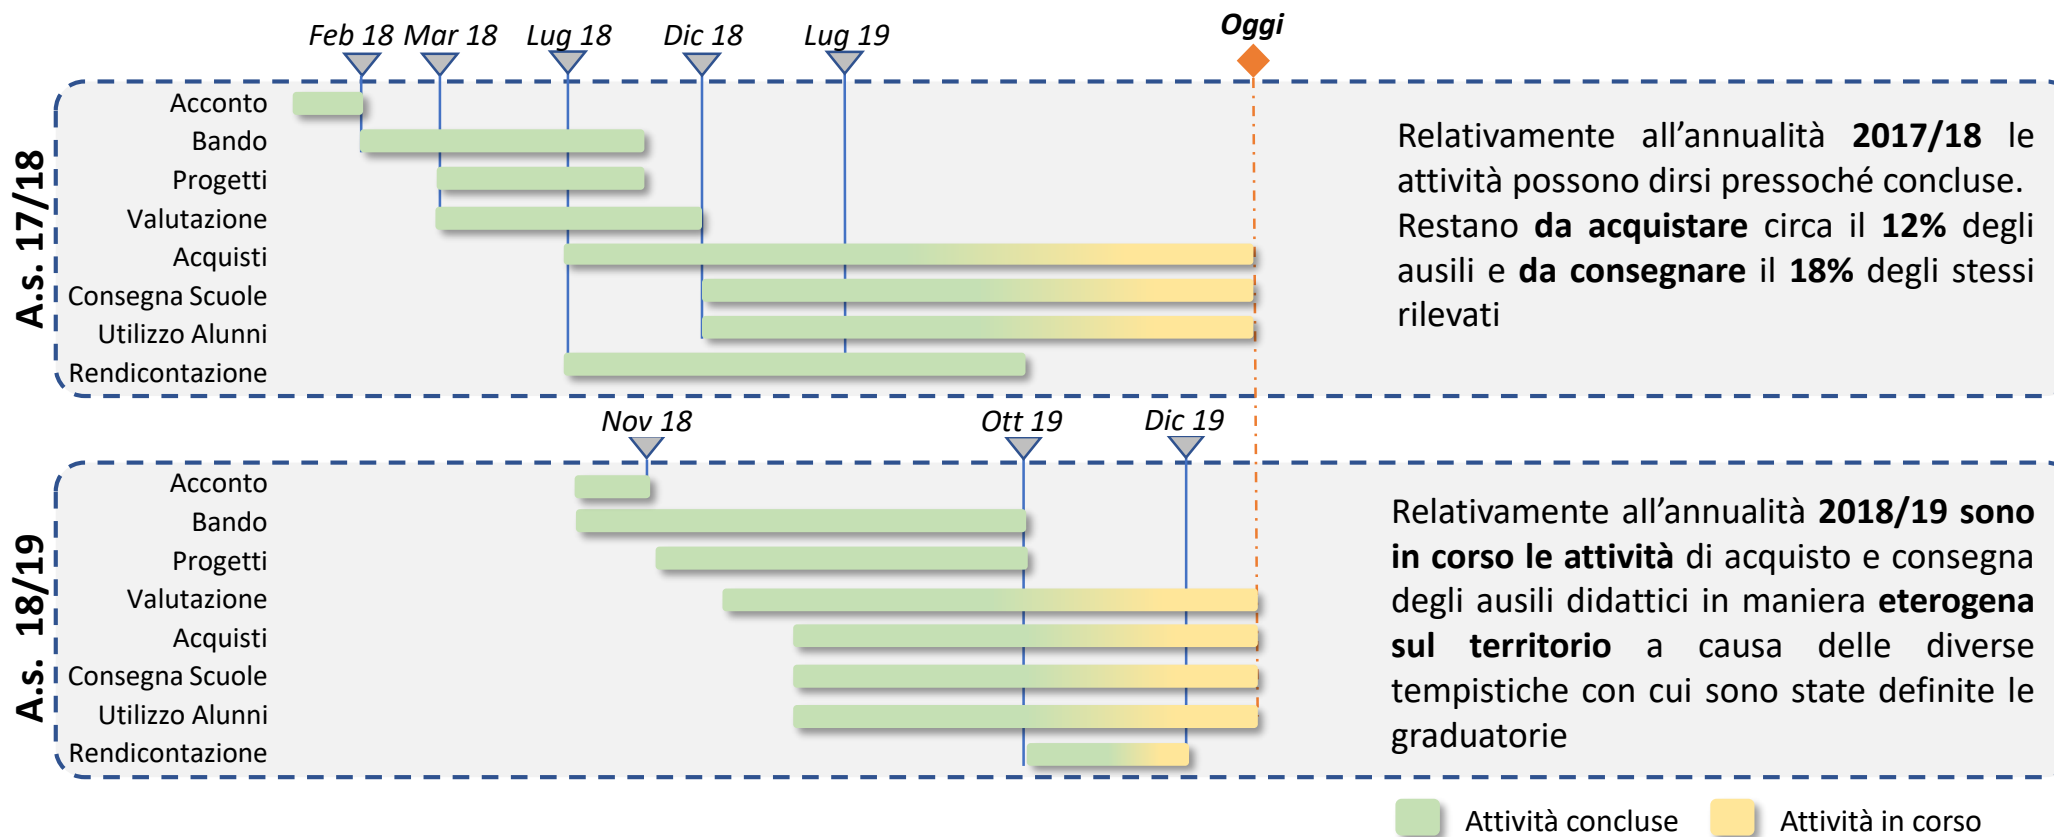 Oggi
Feb 18 Mar 18 Lug 18 Dic 18 Lug 19
A.s. 17/18
Acconto
Bando
Progetti
Valutazione
Acquisti
Consegna Scuole
Utilizzo Alunni
Rendicontazione
Relativamente all'annualità 2017/18 le
attività possono dirsi pressoché concluse.
Restano da acquistare circa il 12% degli
ausili e da consegnare il 18% degli stessi
rilevati
Nov 18 Ott 19 Dic 19
A.s. 18/19
Acconto
Bando
Progetti
Valutazione
Acquisti
Consegna Scuole
Utilizzo Alunni
Rendicontazione
Relativamente all'annualità 2018/19 sono
in corso le attività di acquisto e consegna
degli ausili didattici in maniera eterogena
sul territorio a causa delle diverse
tempistiche con cui sono state definite le
graduatorie
Attività concluse Attività in corso